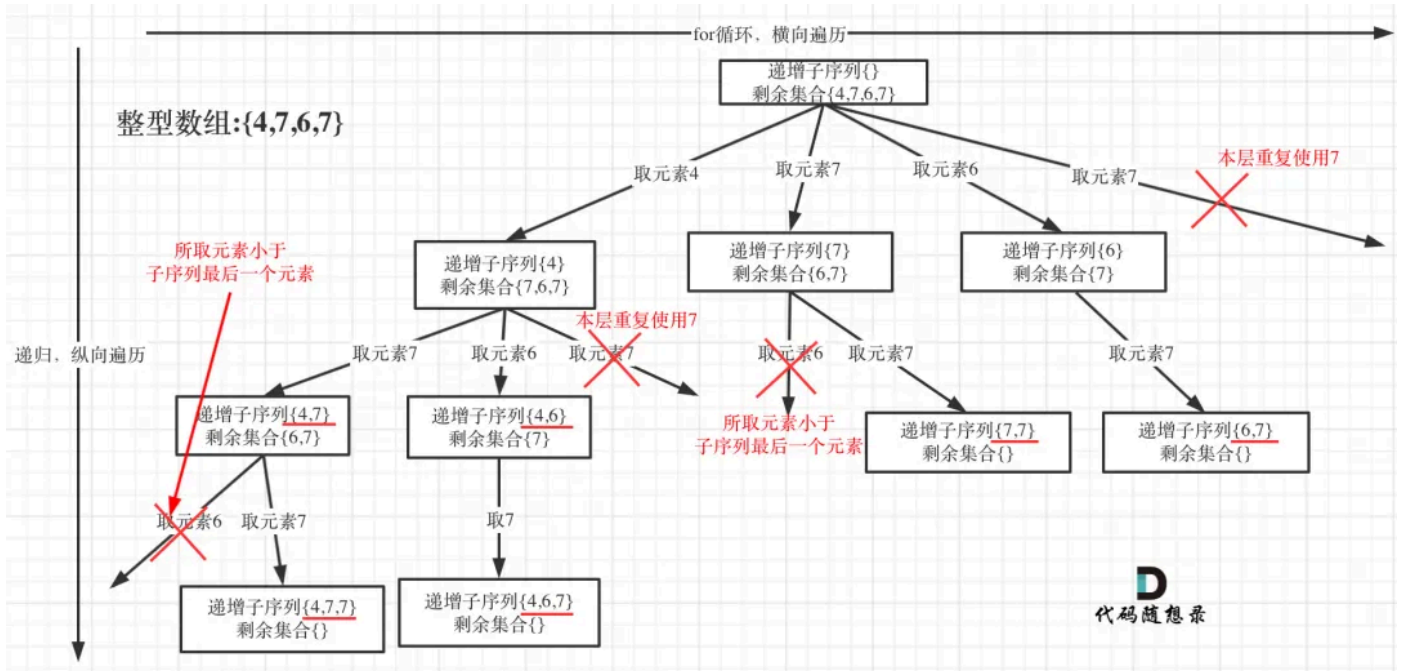 for循环，横向遍历
递增子序列{}
剩余集合{4,7,6,7}
整型数组:{4,7,6,7}
本层重复使用7
取元素4
取元素7
取元素6
取元素7
所取元素小于
子序列最后一个元素
递增子序列{4}
剩余集合{7,6,7}
递增子序列{7}
剩余集合{6,7}
递增子序列{6}
剩余集合{7}
本层重复使用7
递归，纵向遍历
取元素7
取元素6
取元素7
取元素6
取元素7
取元素7
递增子序列{4,7}
剩余集合{6,7}
递增子序列{4,6}
剩余集合{7}
所取元素小于
子序列最后一个元素
递增子序列{7,7}
剩余集合{}
递增子序列{6,7}
剩余集合{}
取元素6
取元素7
取7
递增子序列{4,7,7}
剩余集合{}
递增子序列{4,6,7}
剩余集合{}
代码随想录